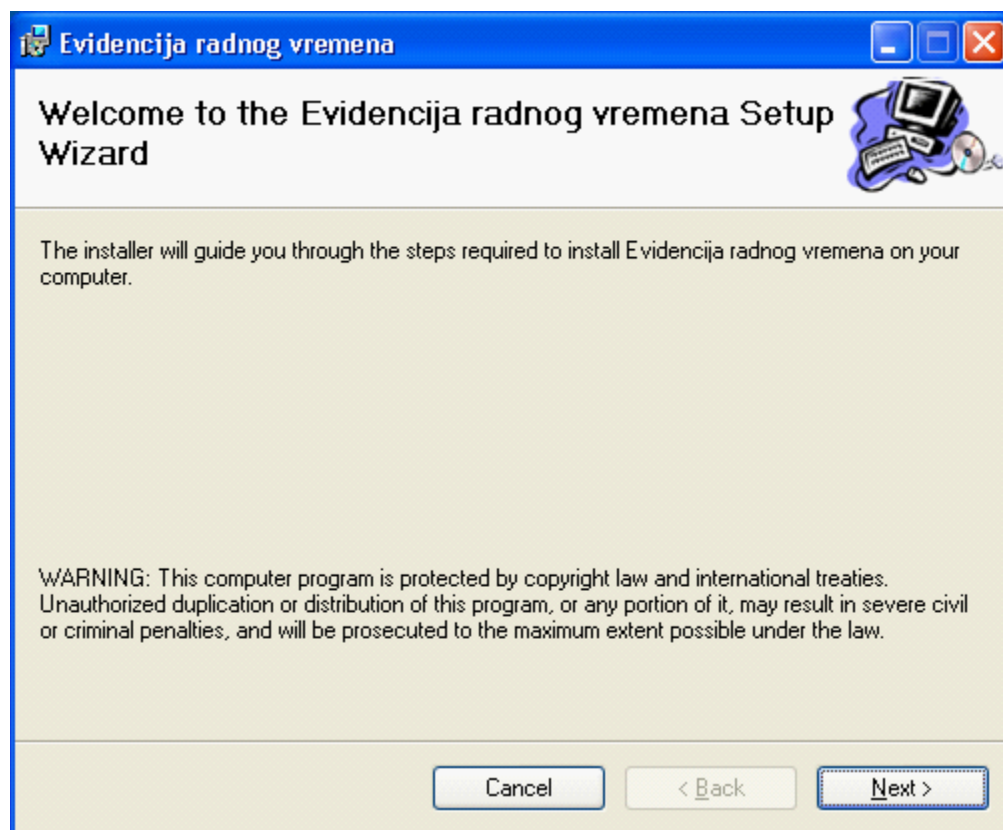 Evidencija radnog vremena
Welcome to the Evidencija radnog vremena Setup
Wizard
The installer will guide you through the steps required to install Evidencija radnog vremena on your
computer.
WARNING: This computer program is protected by copyright law and international treaties.
Unauthorized duplication or distribution of this program, or any portion of it, may result in severe civil
or criminal penalties, and will be prosecuted to the maximum extent possible under the law.
Cancel
< Back
Next >